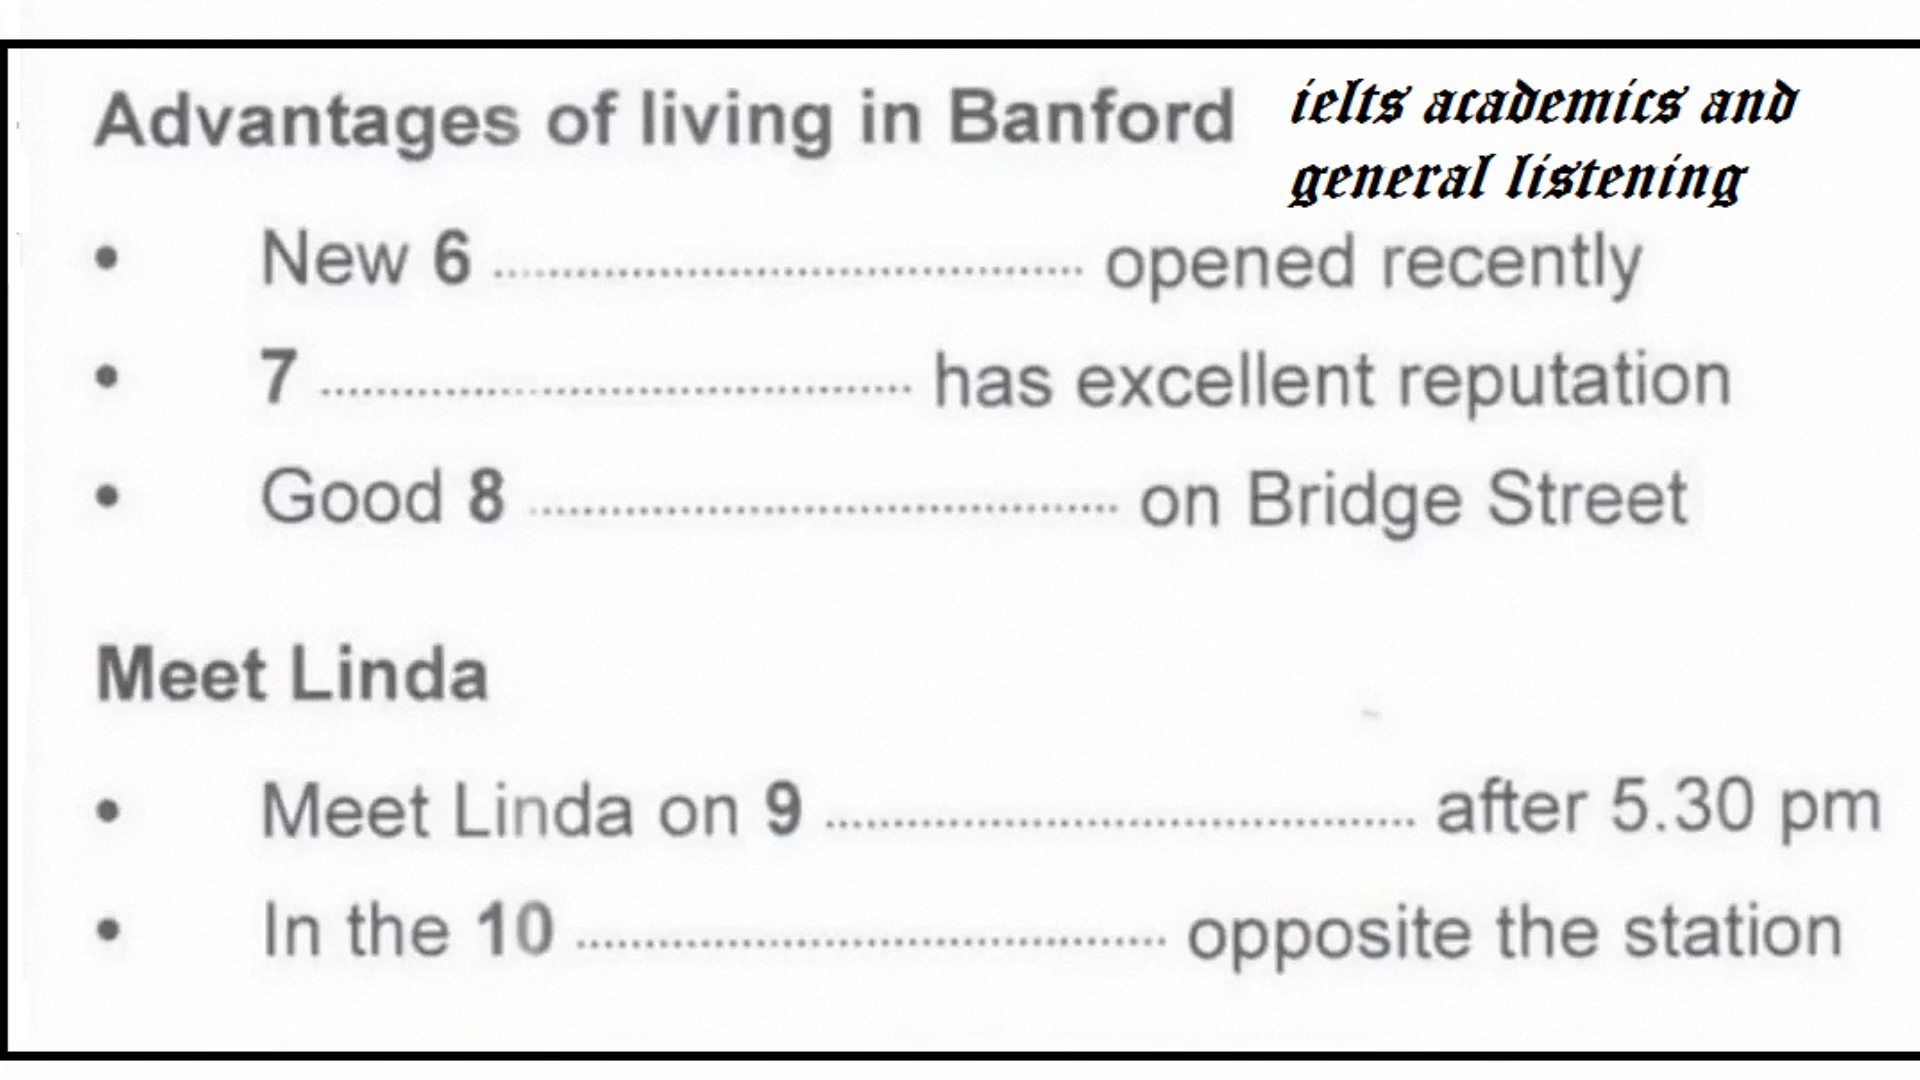 Advantages of living in Banford
ielts academics and
general listening
• New 6 ........................................ opened recently
• 7 ........................................ has excellent reputation
• Good 8 ........................................ on Bridge Street
Meet Linda
• Meet Linda on 9 ........................................ after 5.30 pm
• In the 10 ........................................ opposite the station